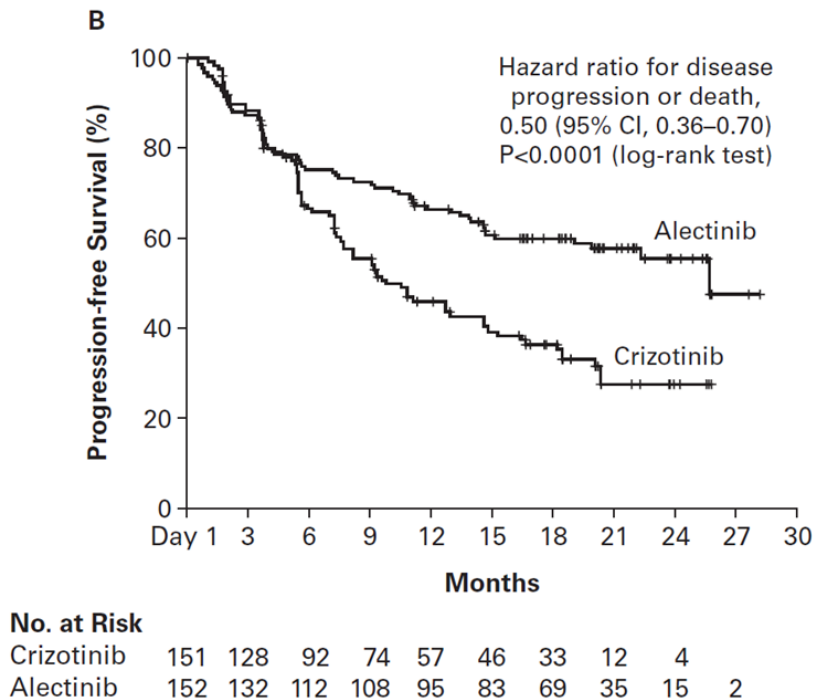 B
Hazard ratio for disease
progression or death,
0.50 (95% CI, 0.36–0.70)
P<0.0001 (log-rank test)
Progression-free Survival (%)
100
80
60
40
20
0
Alectinib
Crizotinib
Day 1 3 6 9 12 15 18 21 24 27 30
Months
No. at Risk
Crizotinib 151 128 92 74 57 46 33 12 4
Alectinib 152 132 112 108 95 83 69 35 15 2